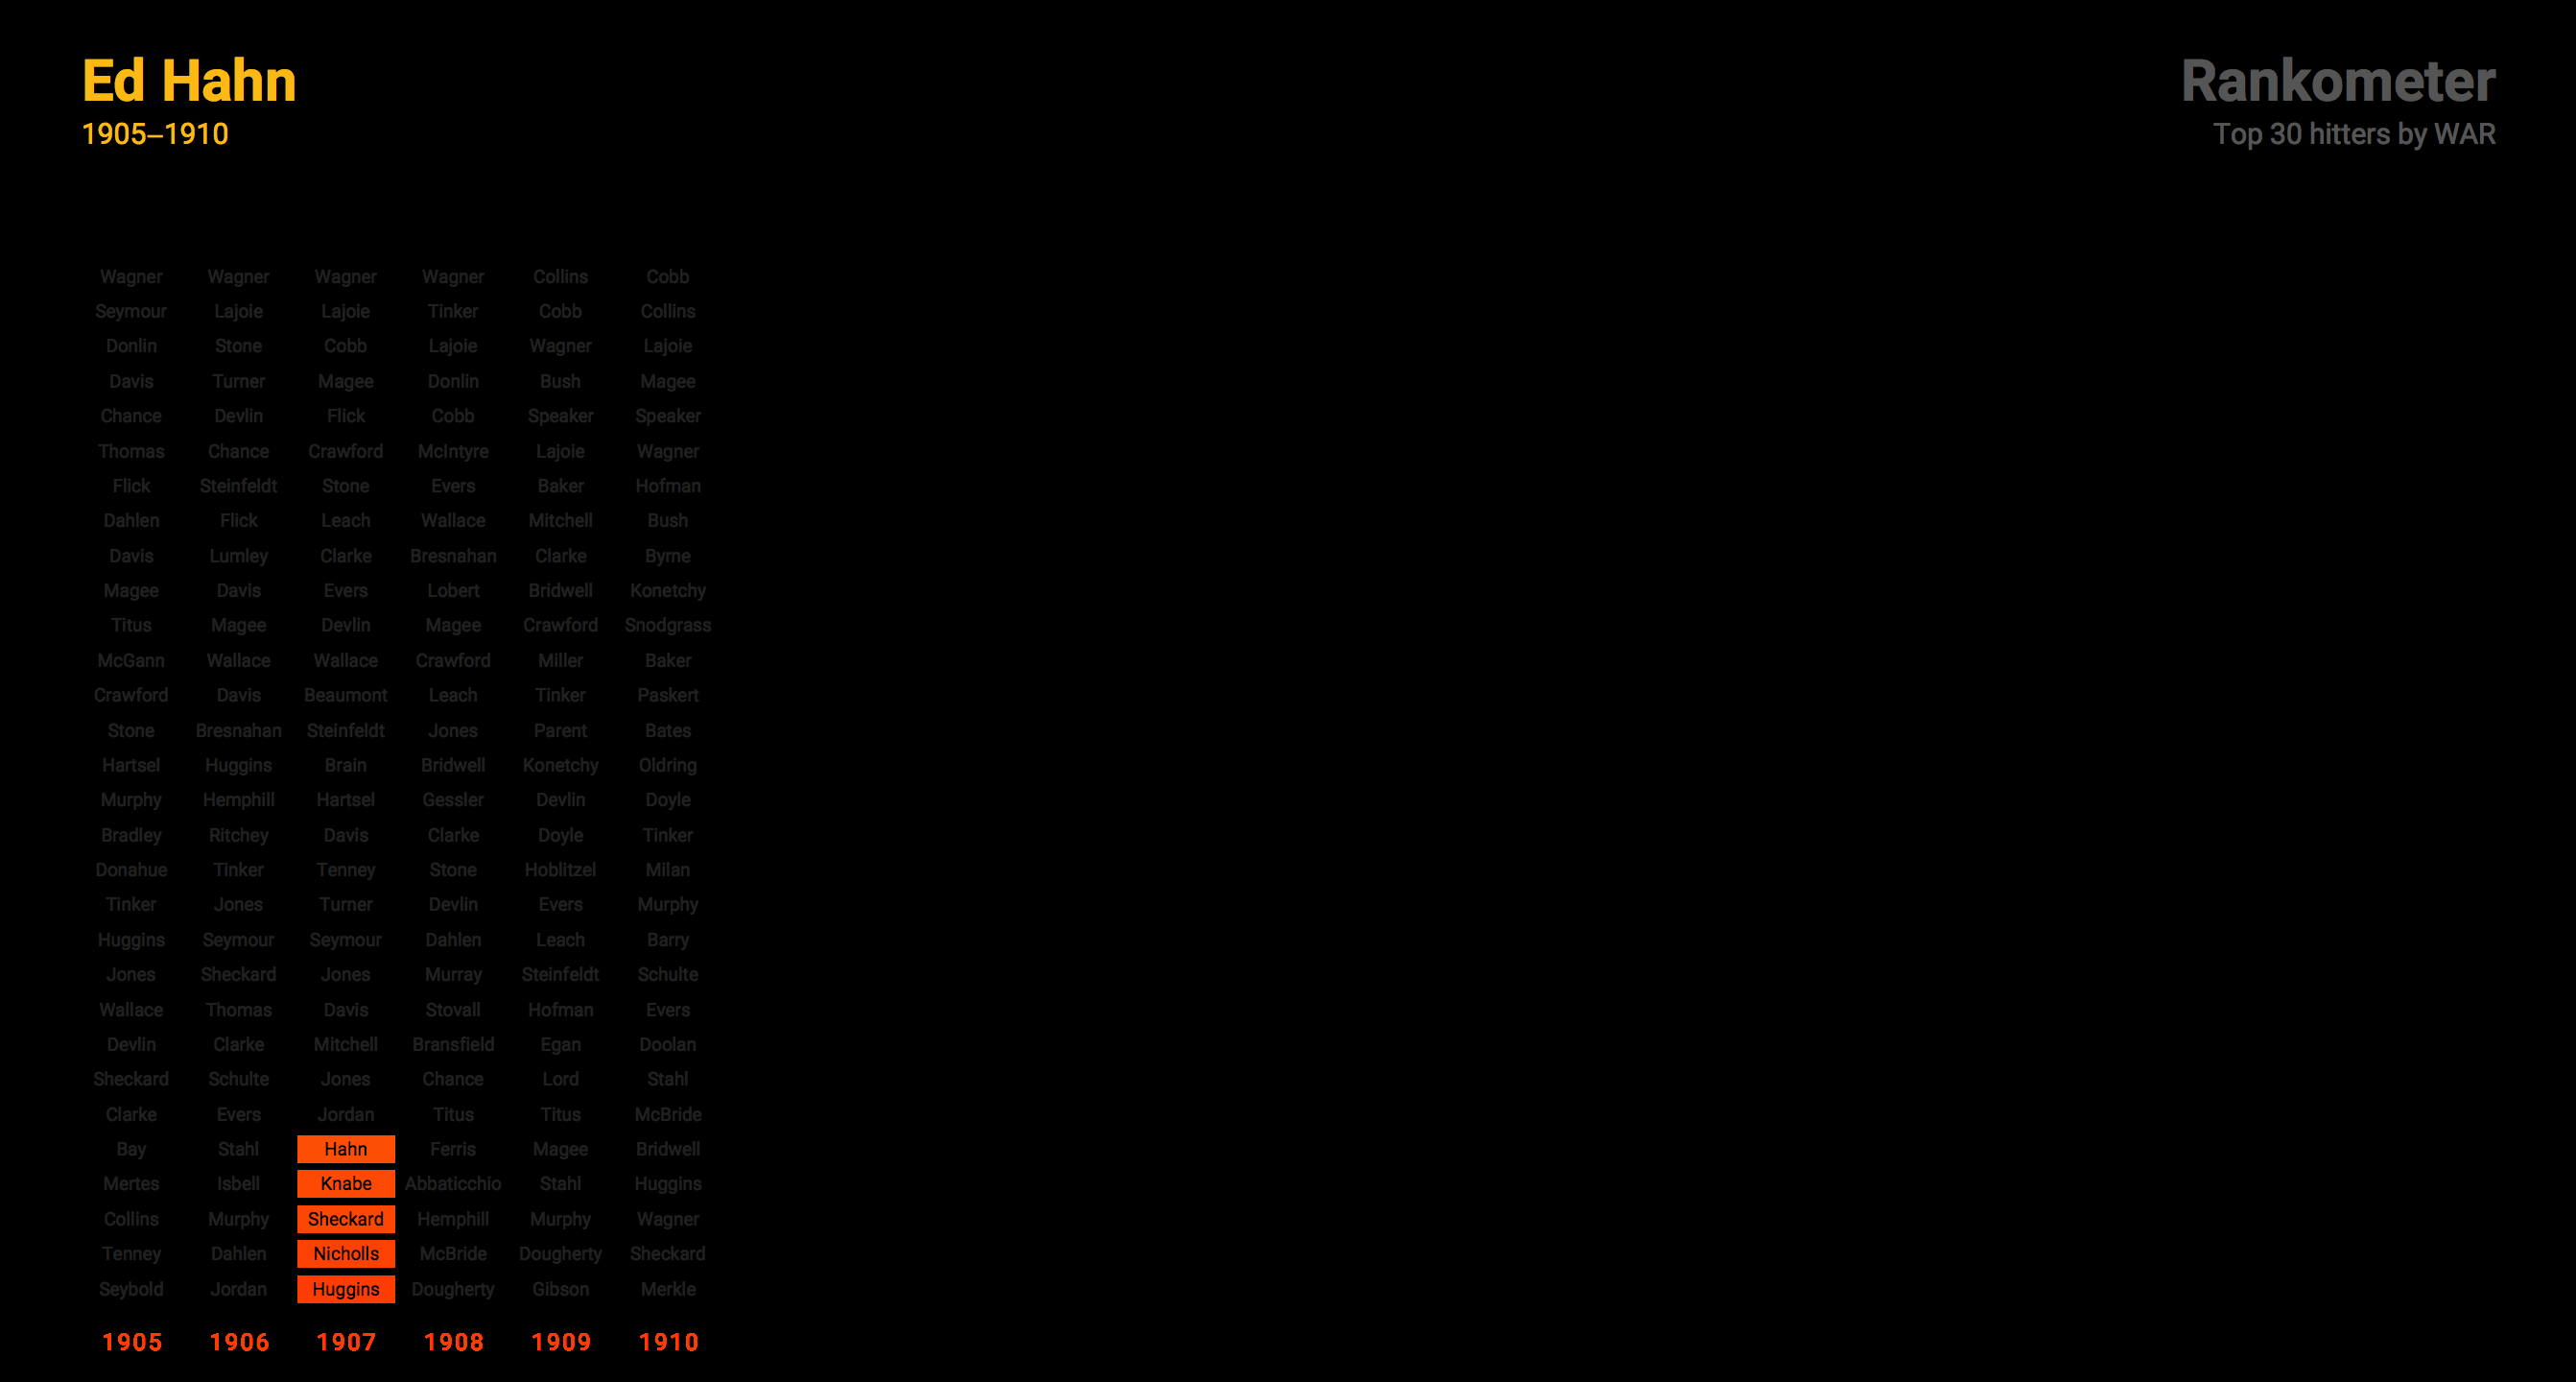 Ed Hahn
1905–1910
Rankometer
Top 30 hitters by WAR
Wagner Wagner Wagner Wagner Collins Cobb
Seymour Lajoie Lajoie Tinker Cobb Collins
Donlin Stone Cobb Lajoie Wagner Lajoie
Davis Turner Magee Donlin Bush Magee
Chance Devlin Flick Cobb Speaker Speaker
Thomas Chance Crawford McIntyre Lajoie Wagner
Flick Steinfeldt Stone Evers Baker Hofman
Dahlen Flick Leach Wallace Mitchell Bush
Davis Lumley Clarke Bresnahan Clarke Byrne
Magee Davis Evers Lobert Bridwell Konetchy
Titus Magee Devlin Magee Crawford Snodgrass
McGann Wallace Wallace Crawford Miller Baker
Crawford Davis Beaumont Leach Tinker Paskert
Stone Bresnahan Steinfeldt Jones Parent Bates
Hartsel Huggins Brain Bridwell Konetchy Oldring
Murphy Hemphill Hartsel Gessler Devlin Doyle
Bradley Ritchey Davis Clarke Doyle Tinker
Donahue Tinker Tenney Stone Hoblitzel Milan
Tinker Jones Turner Devlin Evers Murphy
Huggins Seymour Seymour Dahlen Leach Barry
Jones Sheckard Jones Murray Steinfeldt Schulte
Wallace Thomas Davis Stovall Hofman Evers
Devlin Clarke Mitchell Bransfield Egan Doolan
Sheckard Schulte Jones Chance Lord Stahl
Clarke Evers Jordan Titus Titus McBride
Bay Stahl Hahn Ferris Magee Bridwell
Mertes Isbell Knabe Abbaticchio Stahl Huggins
Collins Murphy Sheckard Hemphill Murphy Wagner
Tenney Dahlen Nicholls McBride Dougherty Sheckard
Seybold Jordan Huggins Dougherty Gibson Merkle
1905 1906 1907 1908 1909 1910